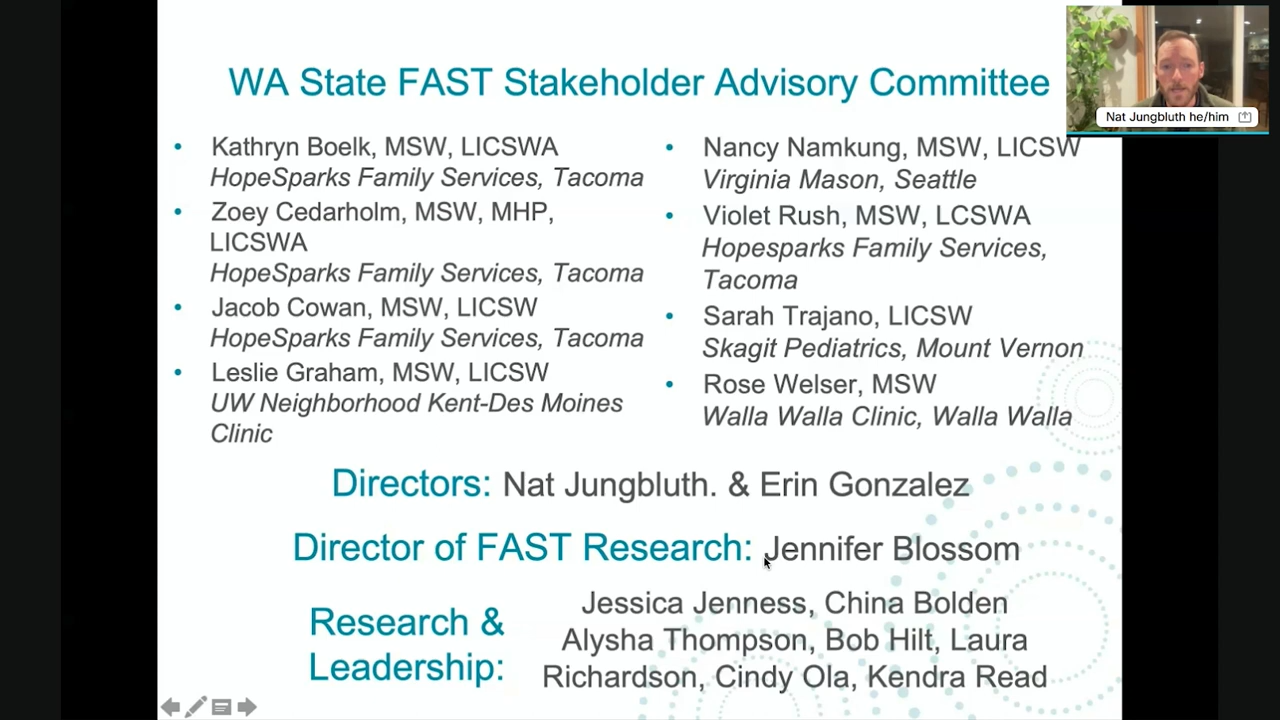 WA State FAST Stakeholder Advisory Committee
Nat Jungbluth he/him
• Kathryn Boelk, MSW, LICSWA
HopeSparks Family Services, Tacoma
• Zoey Cedarholm, MSW, MHP,
LICSWA
HopeSparks Family Services, Tacoma
• Jacob Cowan, MSW, LICSW
HopeSparks Family Services, Tacoma
• Leslie Graham, MSW, LICSW
UW Neighborhood Kent-Des Moines
Clinic
• Nancy Namkung, MSW, LICSW
Virginia Mason, Seattle
• Violet Rush, MSW, LCSWA
Hopesparks Family Services,
Tacoma
• Sarah Trajano, LICSW
Skagit Pediatrics, Mount Vernon
• Rose Welser, MSW
Walla Walla Clinic, Walla Walla
Directors: Nat Jungbluth. & Erin Gonzalez
Director of FAST Research: Jennifer Blossom
Research &
Leadership:
Jessica Jenness, China Bolden
Alysha Thompson, Bob Hilt, Laura
Richardson, Cindy Ola, Kendra Read